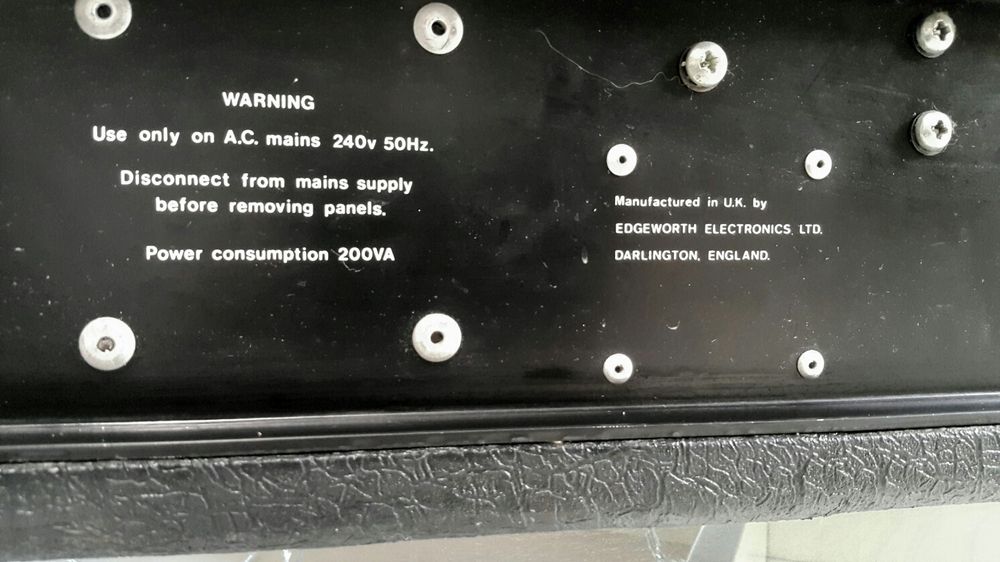 WARNING
Use only on A.C. mains 240v 50Hz.
Disconnect from mains supply
before removing panels.
Power consumption 200VA
Manufactured in U.K. by
EDGEWORTH ELECTRONICS, LTD.
DARLINGTON, ENGLAND.